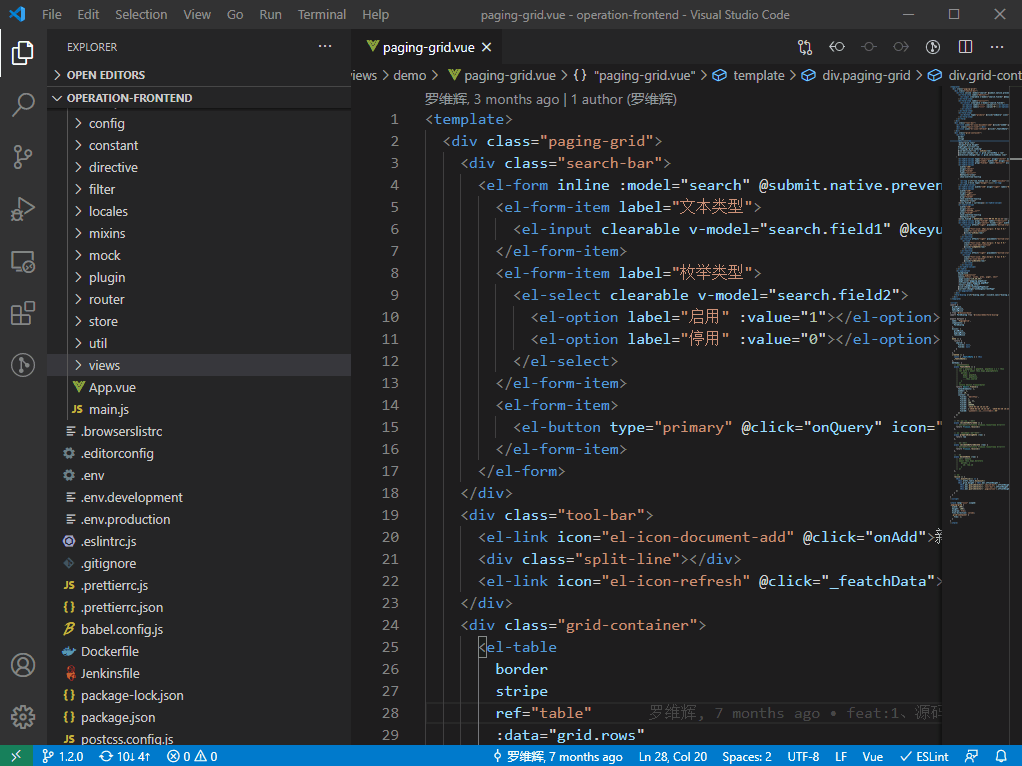 File Edit Selection View Go Run Terminal Help
paging-grid.vue - operation-frontend - Visual Studio Code
EXPLORER
OPEN EDITORS
OPERATION-FRONTEND
config
constant
directive
filter
locales
mixins
mock
plugin
router
store
util
views
App.vue
JS main.js
.browserslistrc
.editorconfig
.env
.env.development
.env.production
.eslintrc.js
.gitignore
JS .prettierrc.js
{} .prettierrc.json
babel.config.js
Dockerfile
Jenkinsfile
{} package-lock.json
{} package.json
JS postcss.config.js
paging-grid.vue
iews > demo > paging-grid.vue > {} "paging-grid.vue" > template > div.paging-grid > div.grid-cont
罗维辉, 3 months ago | 1 author (罗维辉)
1 <template>
2 <div class="paging-grid">
3 <div class="search-bar">
4 <el-form inline :model="search" @submit.native.preven
5 <el-form-item label="文本类型">
6 <el-input clearable v-model="search.field1" @keyu
7 </el-form-item>
8 <el-form-item label="枚举类型">
9 <el-select clearable v-model="search.field2">
10 <el-option label="启用" :value="1"></el-option>
11 <el-option label="停用" :value="0"></el-option>
12 </el-select>
13 </el-form-item>
14 <el-form-item>
15 <el-button type="primary" @click="onQuery" icon="
16 </el-form-item>
17 </el-form>
18 </div>
19 <div class="tool-bar">
20 <el-link icon="el-icon-document-add" @click="onAdd">新
21 <div class="split-line"></div>
22 <el-link icon="el-icon-refresh" @click="_featchData">
23 </div>
24 <div class="grid-container">
25 <el-table
26 border
27 stripe
28 ref="table" 罗维辉, 7 months ago • feat:1、源码
29 :data="grid.rows"
1.2.0 10↓ 4↑ 0 0 罗维辉, 7 months ago Ln 28, Col 20 Spaces: 2 UTF-8 LF Vue ESLint